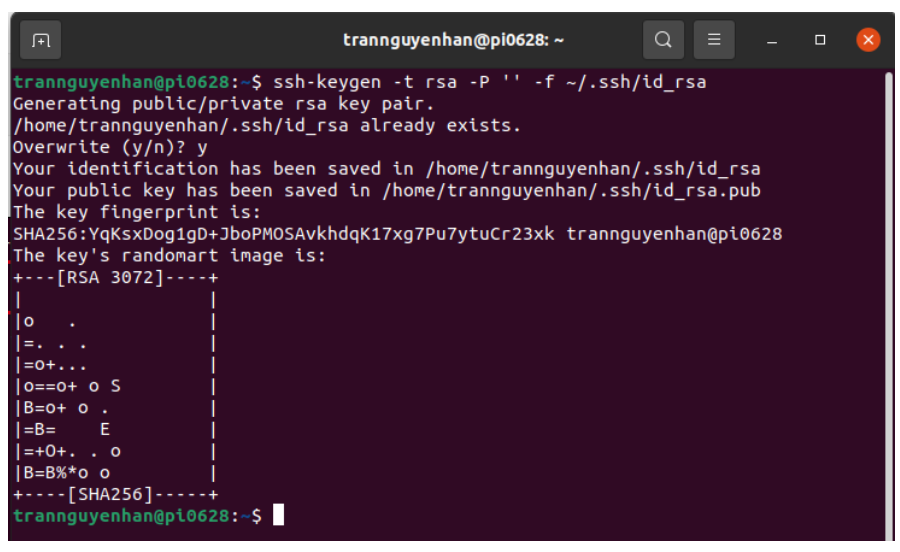 trannguyenhan@pi0628: ~
trannguyenhan@pi0628:~$ ssh-keygen -t rsa -P '' -f ~/.ssh/id_rsa
Generating public/private rsa key pair.
/home/trannguyenhan/.ssh/id_rsa already exists.
Overwrite (y/n)? y
Your identification has been saved in /home/trannguyenhan/.ssh/id_rsa
Your public key has been saved in /home/trannguyenhan/.ssh/id_rsa.pub
The key fingerprint is:
SHA256:YqKsxDog1gD+JboPMOSAvkhdqK17xg7Pu7ytuCr23xk trannguyenhan@pi0628
The key's randomart image is:
+---[RSA 3072]----+
|                 |
|o   .            |
|=. . .           |
|=o+...           |
|o==o+ o S        |
|B=o+ o .         |
|=B=    E         |
|=+O+. . o        |
|B=B%*o o         |
+----[SHA256]-----+
trannguyenhan@pi0628:~$